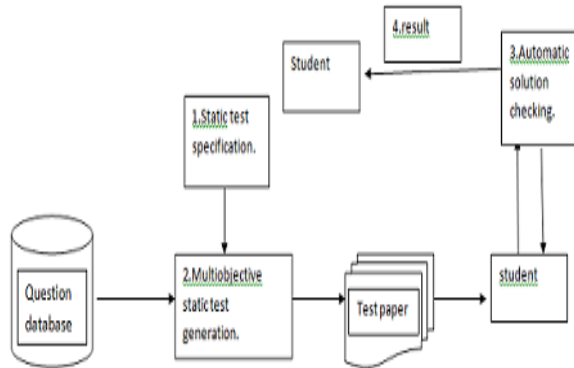 4.result
Student
3.Automatic
solution
checking.
1.Static test
specification.
Question
database
2.Multiobjective
static test
generation.
Test paper
student